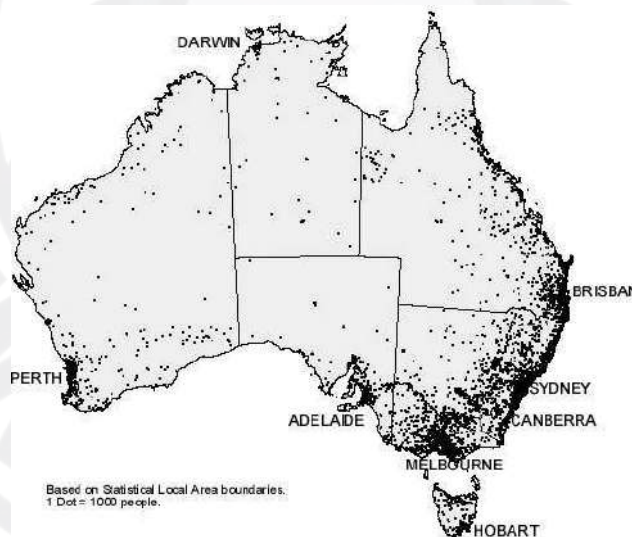 DARWIN
BRISBAN
PERTH
SYDNEY
ADELAIDE
CANBERRA
MELBOURNE
Based on Statistical Local Area boundaries.
1 Dot = 1000 people.
HOBART